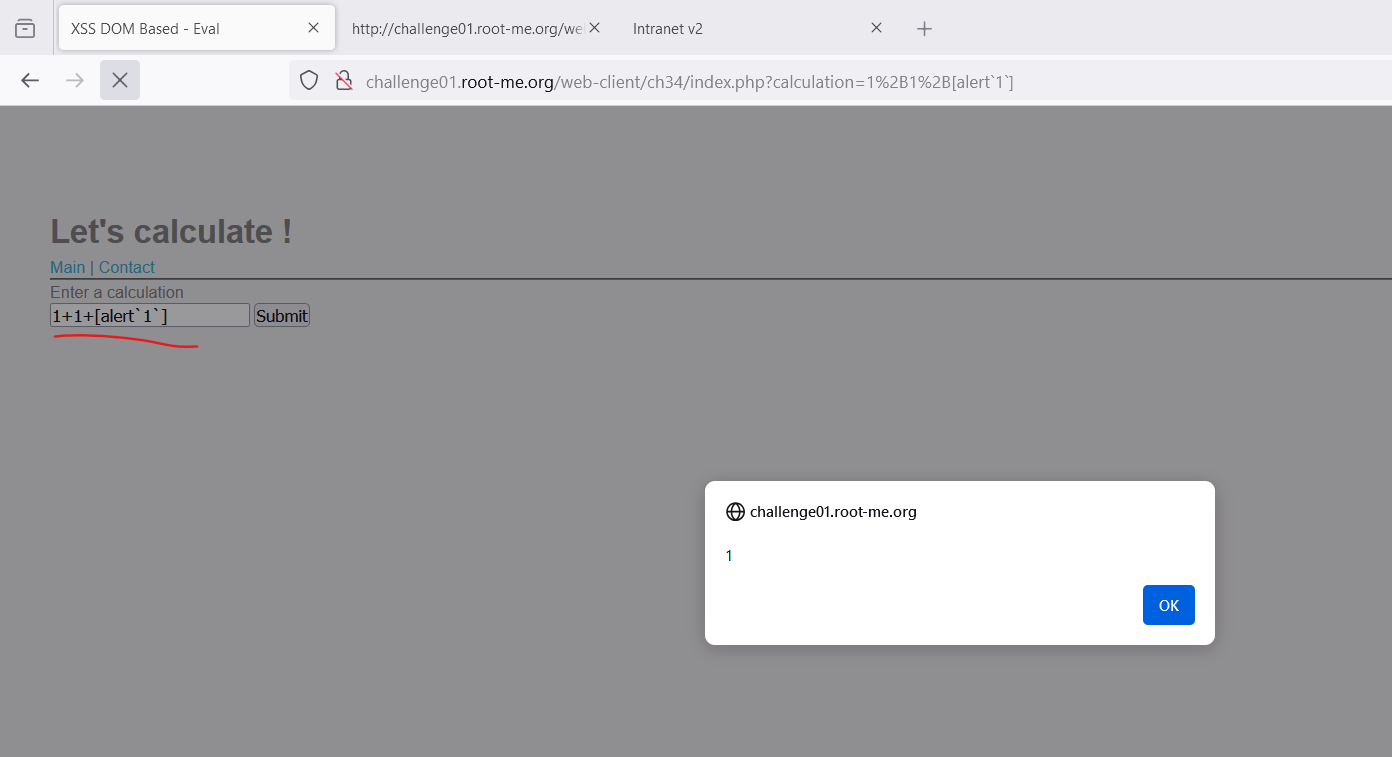 XSS DOM Based - Eval
http://challenge01.root-me.org/we
Intranet v2
challenge01.root-me.org/web-client/ch34/index.php?calculation=1%2B1%2B[alert`1`]
Let's calculate !
Main | Contact
Enter a calculation
1+1+[alert`1`] Submit
challenge01.root-me.org
1
OK